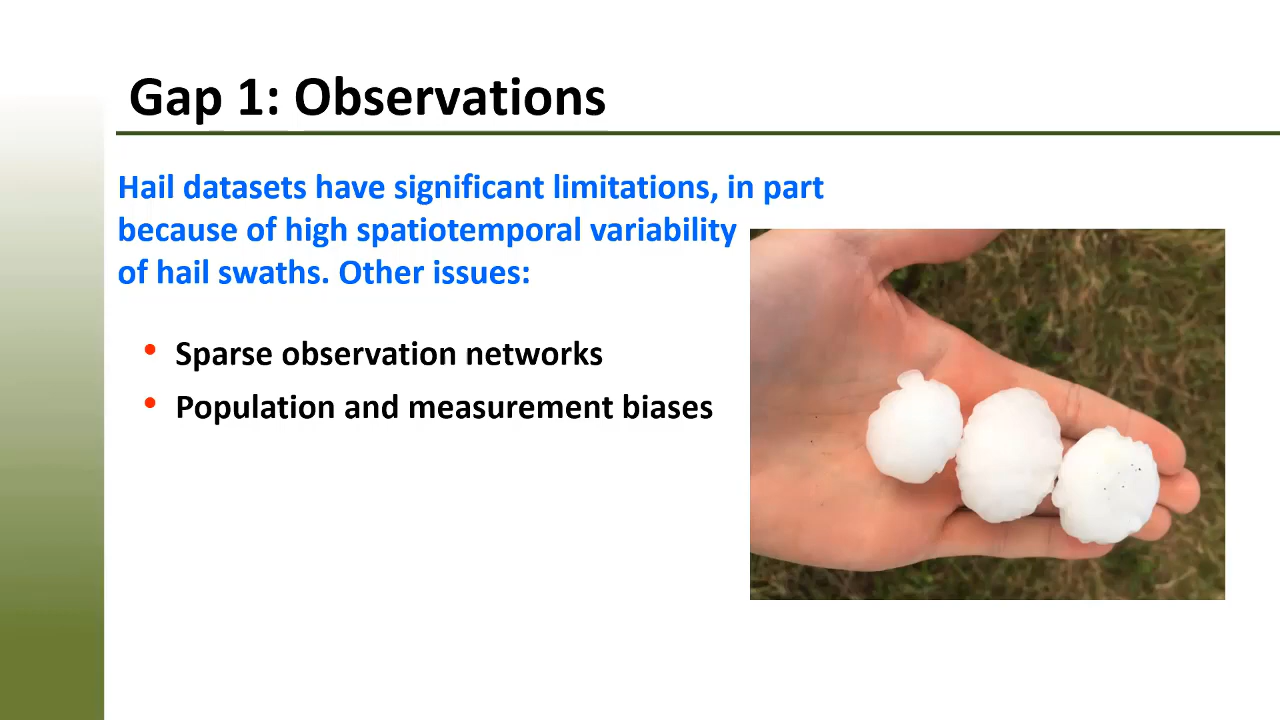 Gap 1: Observations
Hail datasets have significant limitations, in part
because of high spatiotemporal variability
of hail swaths. Other issues:
• Sparse observation networks
• Population and measurement biases